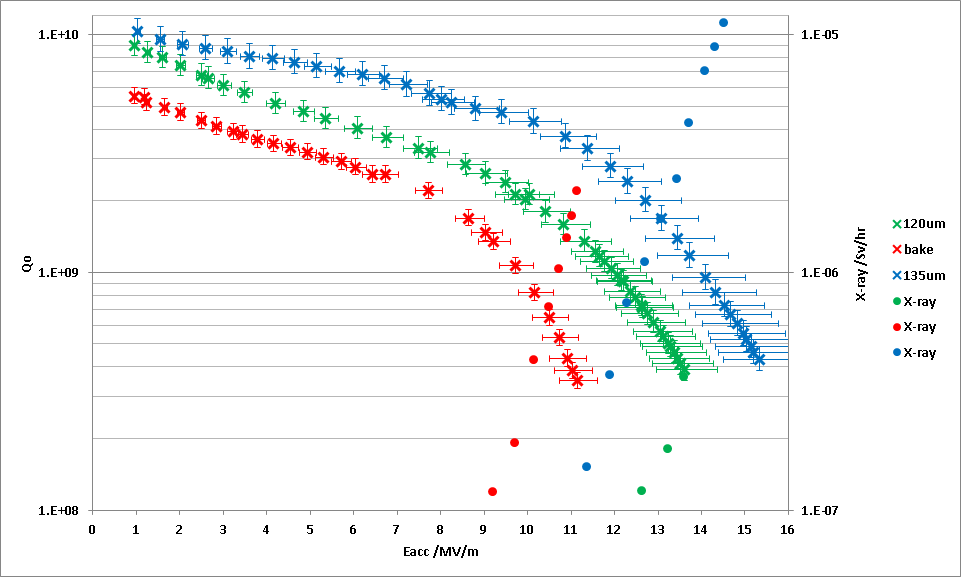 1.E+10
1.E+09
1.E+08
Qo
1.E-05
1.E-06
1.E-07
X-ray /Sv/hr
0 1 2 3 4 5 6 7 8 9 10 11 12 13 14 15 16
Eacc /MV/m
120um
bake
135um
X-ray
X-ray
X-ray